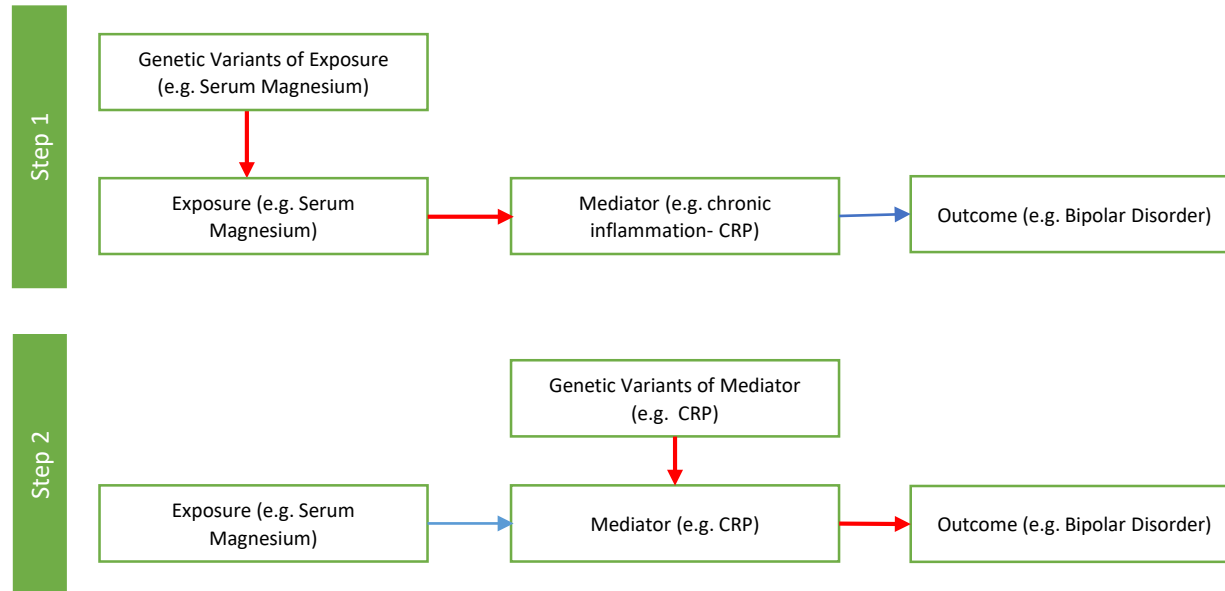 Step 1
Genetic Variants of Exposure
(e.g. Serum Magnesium)
Exposure (e.g. Serum
Magnesium)
Mediator (e.g. chronic
inflammation- CRP)
Outcome (e.g. Bipolar Disorder)
Step 2
Genetic Variants of Mediator
(e.g. CRP)
Exposure (e.g. Serum
Magnesium)
Mediator (e.g. CRP)
Outcome (e.g. Bipolar Disorder)